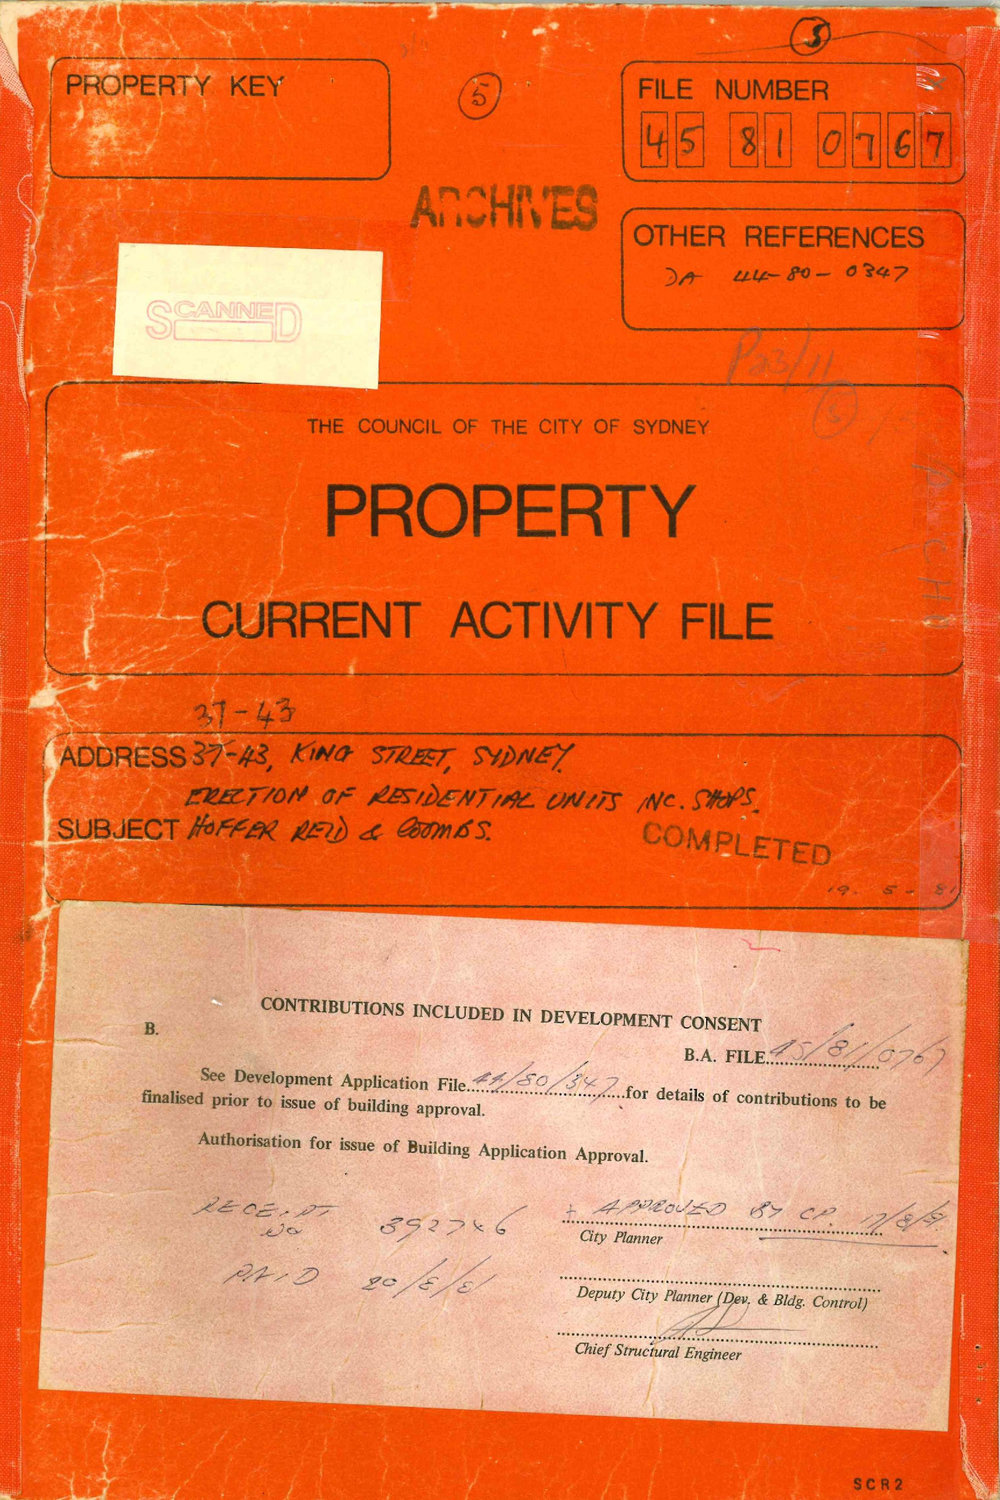 5
PROPERTY KEY
5
FILE NUMBER
45 81 0767
ARCHIVES
OTHER REFERENCES
DA 44-80-0347
SCANNED
THE COUNCIL OF THE CITY OF SYDNEY
PROPERTY
CURRENT ACTIVITY FILE
37-43
ADDRESS 37-43, KING STREET, SYDNEY.
ERECTION OF RESIDENTIAL UNITS INC. SHOPS.
SUBJECT HOFFER REID & COOMBS.
COMPLETED
19. 5 - 81
CONTRIBUTIONS INCLUDED IN DEVELOPMENT CONSENT
B.
B.A. FILE 45/81/0767
See Development Application File 44/80/347 for details of contributions to be
finalised prior to issue of building approval.
Authorisation for issue of Building Application Approval.
RECEIPT
No 392746
APPROVED BY CP. 17/8/81.
City Planner
PAID 20/8/81
Deputy City Planner (Dev. & Bldg. Control)
Chief Structural Engineer
SCR2